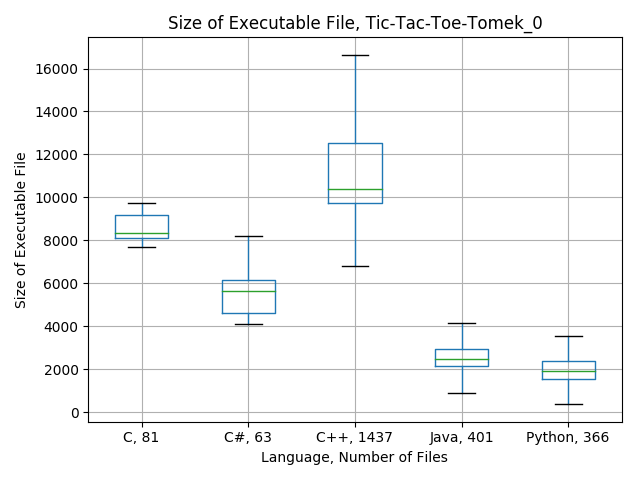 Size of Executable File, Tic-Tac-Toe-Tomek_0
Size of Executable File
16000
14000
12000
10000
8000
6000
4000
2000
0
C, 81 C#, 63 C++, 1437 Java, 401 Python, 366
Language, Number of Files